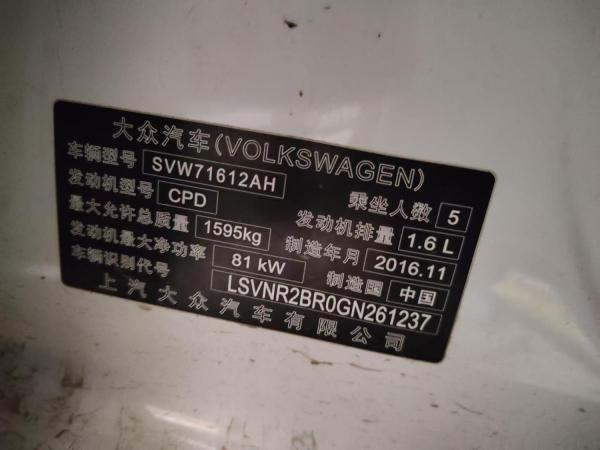 大众汽车(VOLKSWAGEN)
车辆型号 SVW71612AH 乘坐人数 5
发动机型号 CPD 发动机排量 1.6 L
最大允许总质量 1595kg 制造年月 2016.11
发动机最大净功率 81 kW 制造国 中国
车辆识别代号 LSVNR2BR0GN261237
上汽大众汽车有限公司